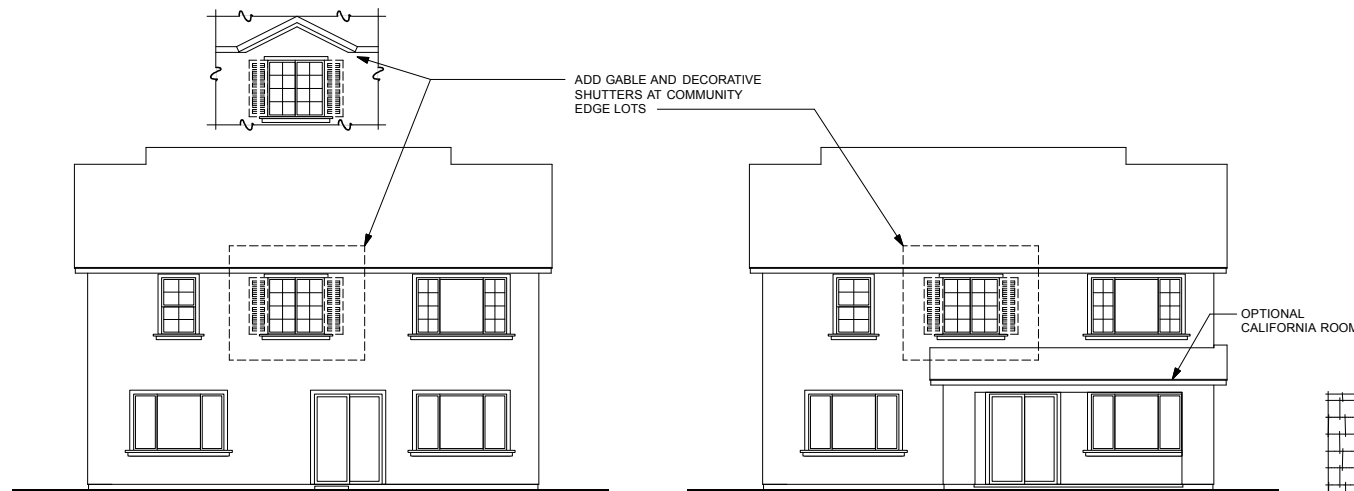 ADD GABLE AND DECORATIVE
SHUTTERS AT COMMUNITY
EDGE LOTS
OPTIONAL
CALIFORNIA ROOM